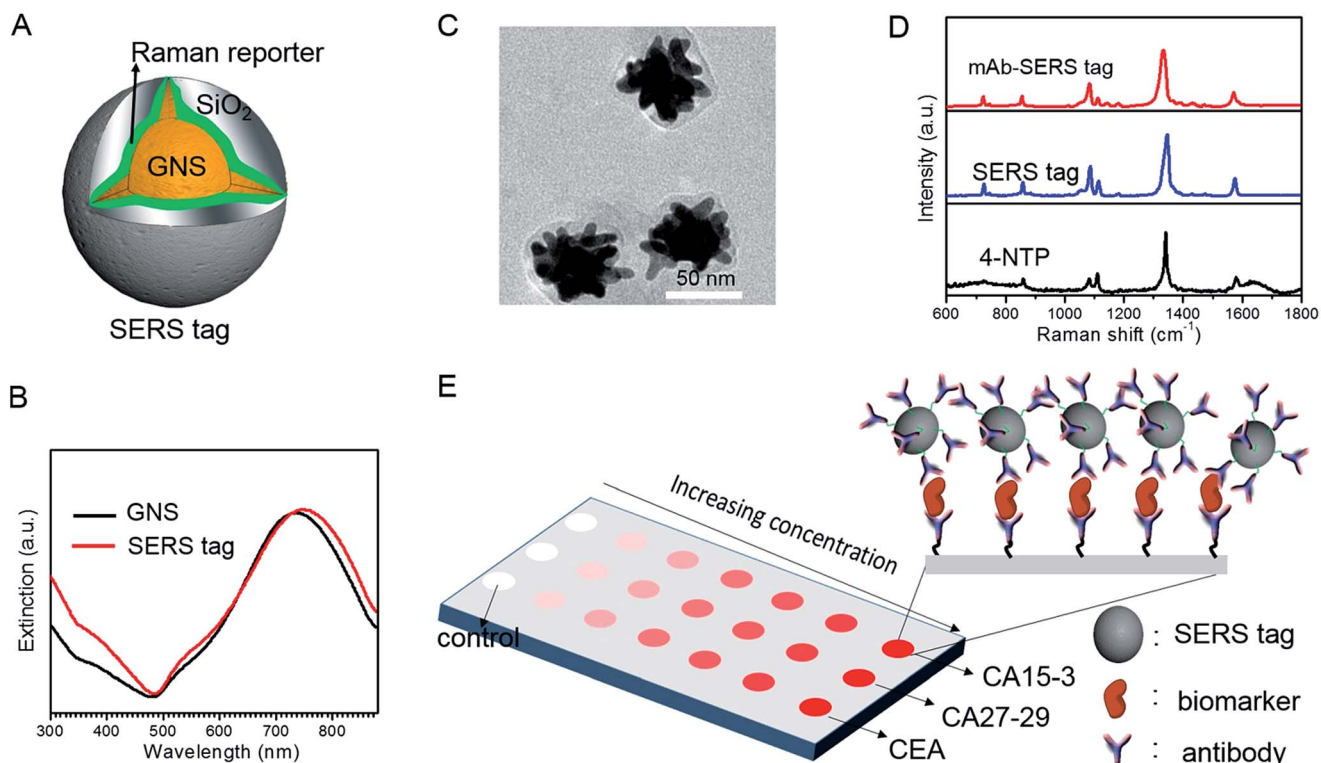 A
Raman reporter
SiO2
GNS
SERS tag
B
Extinction (a.u.)
GNS
SERS tag
300 400 500 600 700 800
Wavelength (nm)
C
50 nm
D
Intensity (a.u.)
mAb-SERS tag
SERS tag
4-NTP
600 800 1000 1200 1400 1600 1800
Raman shift (cm-1)
E
Increasing concentration
control
CA15-3
CA27-29
CEA
: SERS tag
: biomarker
: antibody